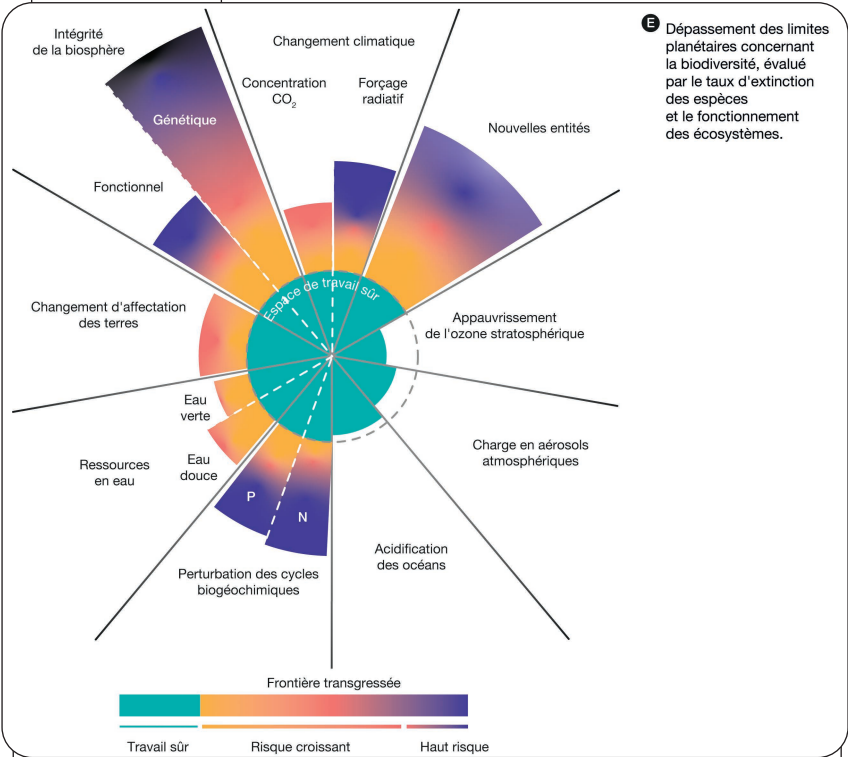 Intégrité
de la biosphère
Changement climatique
Concentration
CO₂
Forçage
radiatif
Génétique
Nouvelles entités
Fonctionnel
Espace de travail sûr
Changement d'affectation
des terres
Appauvrissement
de l'ozone stratosphérique
Eau
verte
Eau
douce
Ressources
en eau
Charge en aérosols
atmosphériques
P
N
Acidification
des océans
Perturbation des cycles
biogéochimiques
Frontière transgressée
Travail sûr
Risque croissant
Haut risque
E Dépassement des limites
planétaires concernant
la biodiversité, évalué
par le taux d'extinction
des espèces
et le fonctionnement
des écosystèmes.